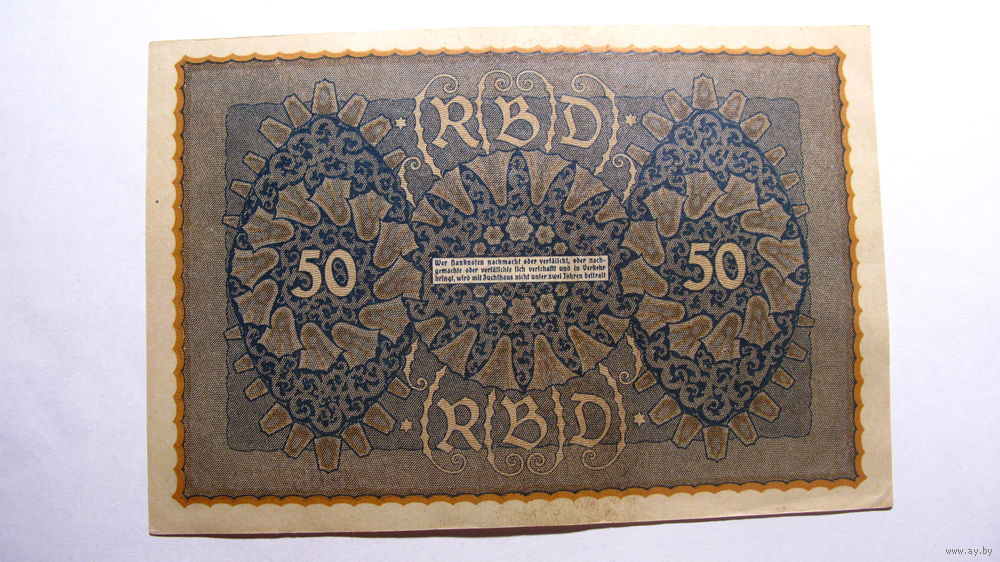 RBD
50
50
Wer Banknoten nachmacht oder verfälscht, oder nach-
gemachte oder verfälschte sich verschafft und in Verkehr
bringt, wird mit Zuchthaus nicht unter zwei Jahren bestraft
RBD
www.ay.by